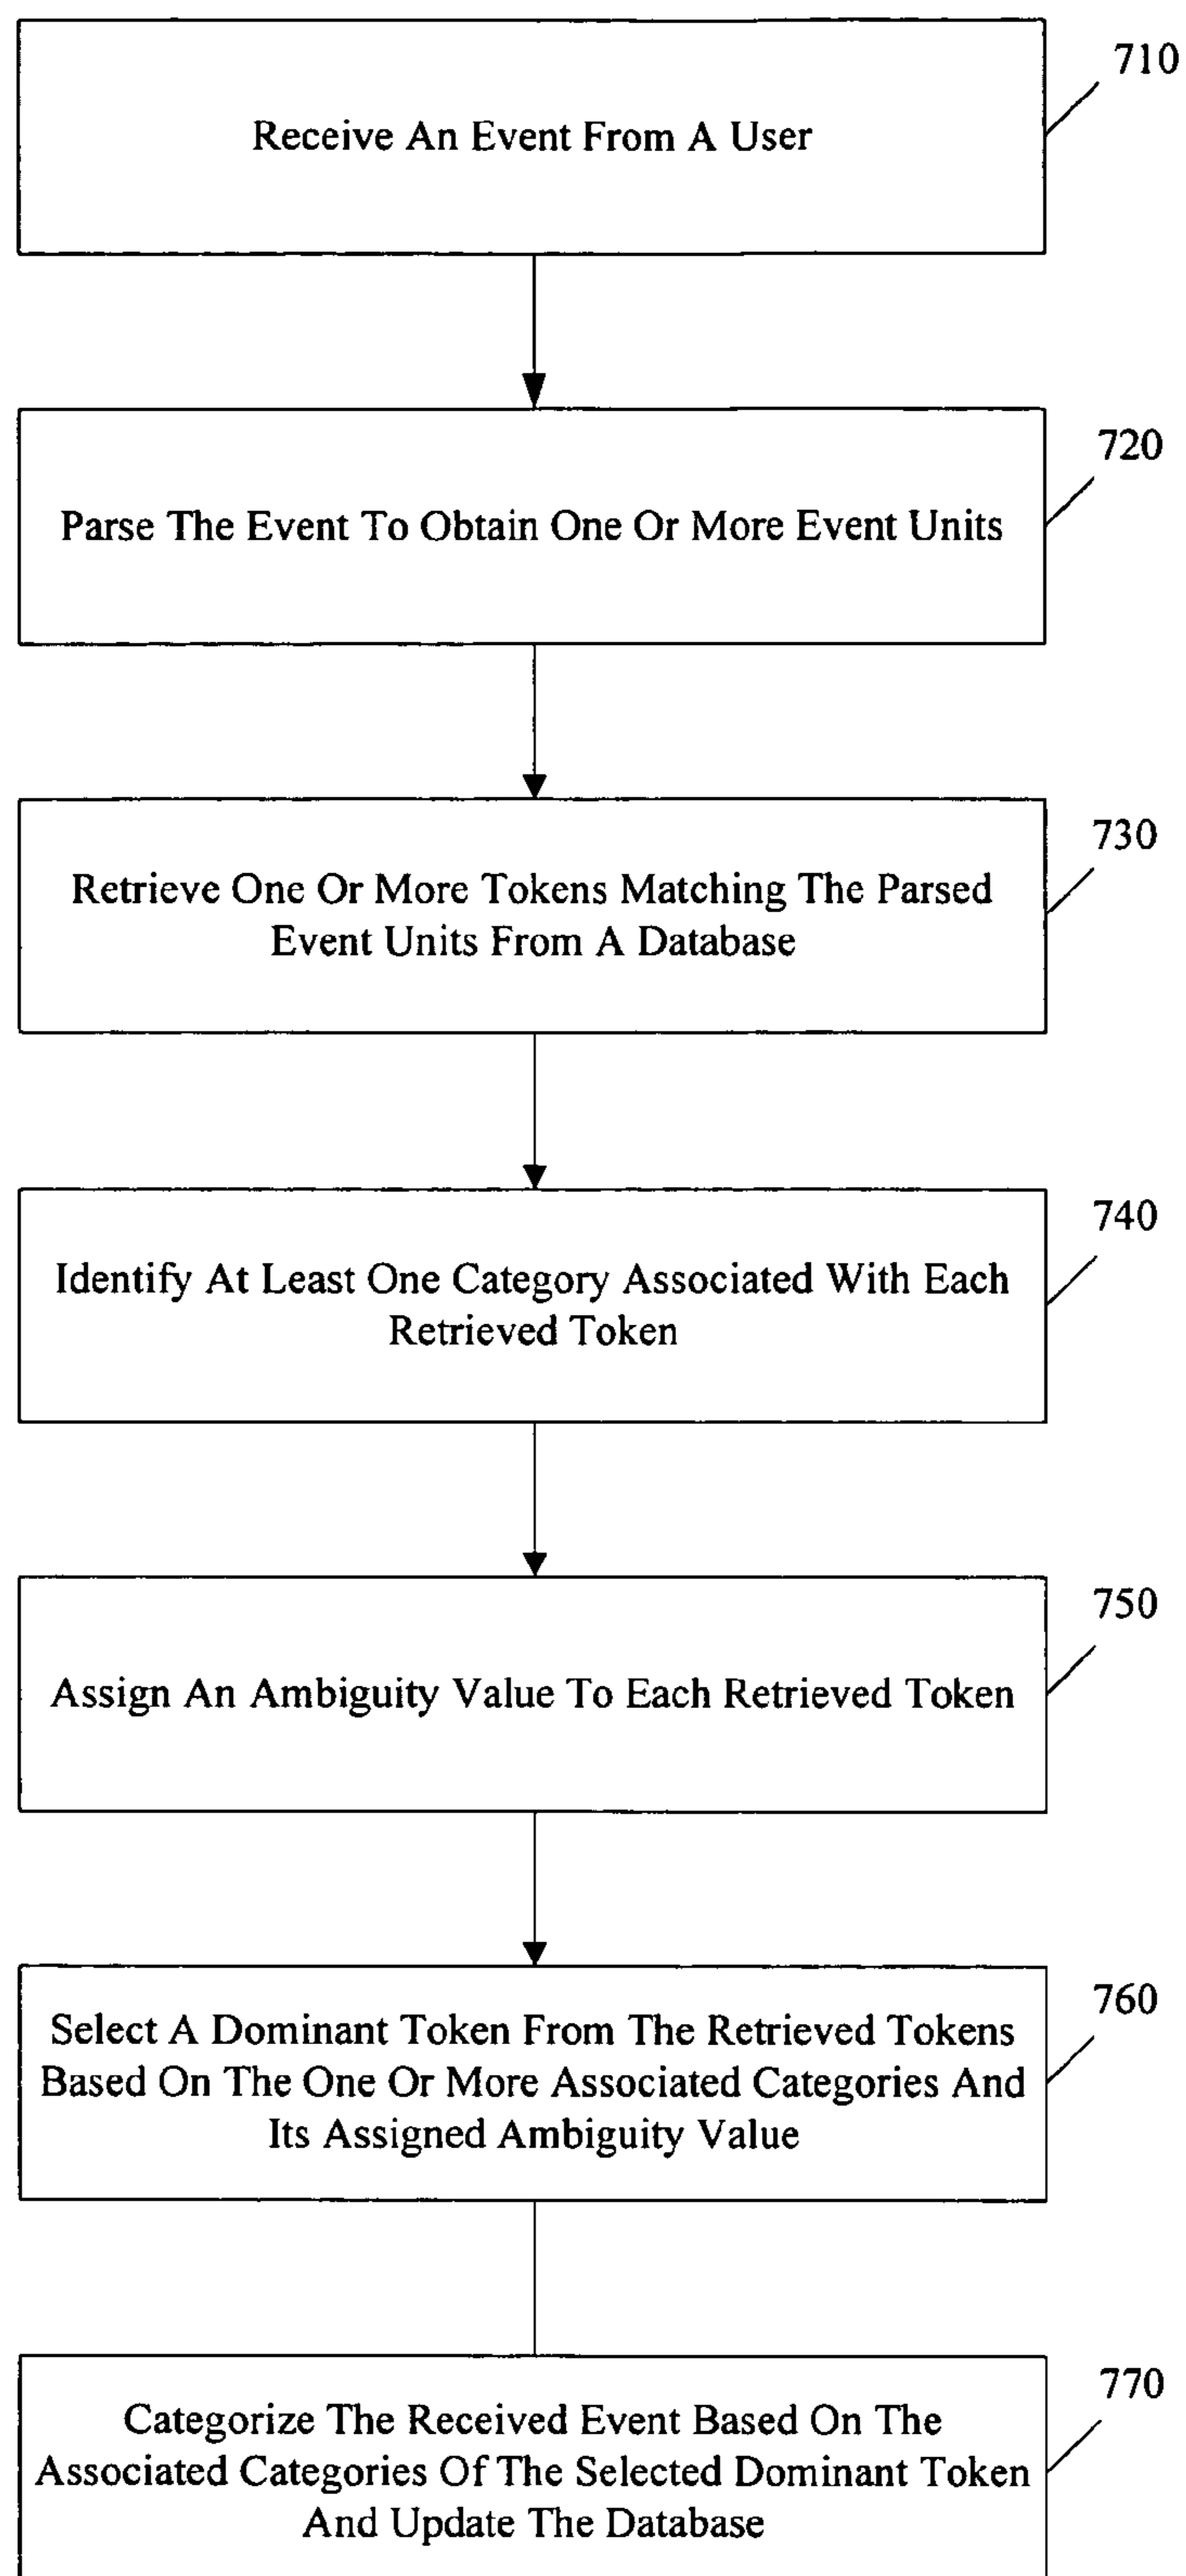 710
Receive An Event From A User
720
Parse The Event To Obtain One Or More Event Units
730
Retrieve One Or More Tokens Matching The Parsed
Event Units From A Database
740
Identify At Least One Category Associated With Each
Retrieved Token
750
Assign An Ambiguity Value To Each Retrieved Token
760
Select A Dominant Token From The Retrieved Tokens
Based On The One Or More Associated Categories And
Its Assigned Ambiguity Value
770
Categorize The Received Event Based On The
Associated Categories Of The Selected Dominant Token
And Update The Database